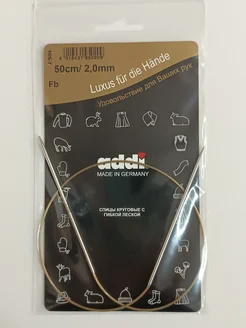 50cm/ 2,0mm
Fb
Luxus für die Hände
Удовольствие для Ваших рук
addi
MADE IN GERMANY
СПИЦЫ КРУГОВЫЕ С
ГИБКОЙ ЛЕСКОЙ